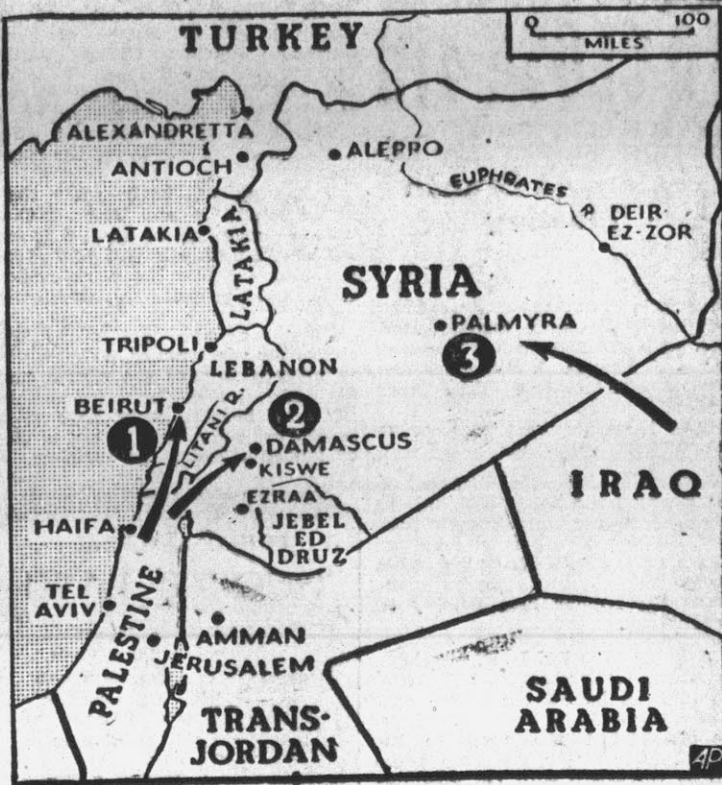 TURKEY
0 100
MILES
ALEXANDRETTA
ANTIOCH
ALEPPO
EUPHRATES R.
DEIR-
EZ-ZOR
LATAKIA
LATAKIA
SYRIA
PALMYRA
3
TRIPOLI
LEBANON
BEIRUT
1
LITANI R.
2
DAMASCUS
KISWE
EZRAA
JEBEL
ED
DRUZ
IRAQ
HAIFA
TEL
AVIV
PALESTINE
AMMAN
JERUSALEM
TRANS-
JORDAN
SAUDI
ARABIA
AP